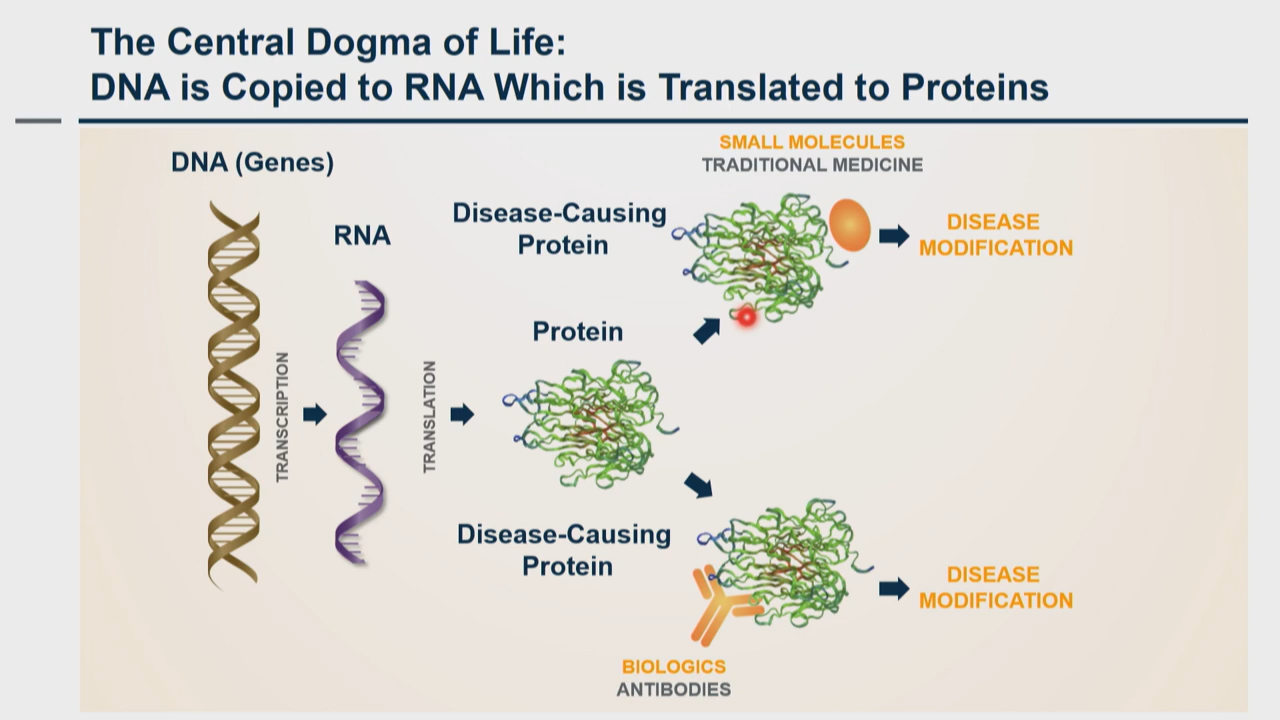 The Central Dogma of Life:
DNA is Copied to RNA Which is Translated to Proteins
DNA (Genes)
TRANSCRIPTION
RNA
TRANSLATION
Protein
Disease-Causing
Protein
SMALL MOLECULES
TRADITIONAL MEDICINE
DISEASE
MODIFICATION
Disease-Causing
Protein
BIOLOGICS
ANTIBODIES
DISEASE
MODIFICATION